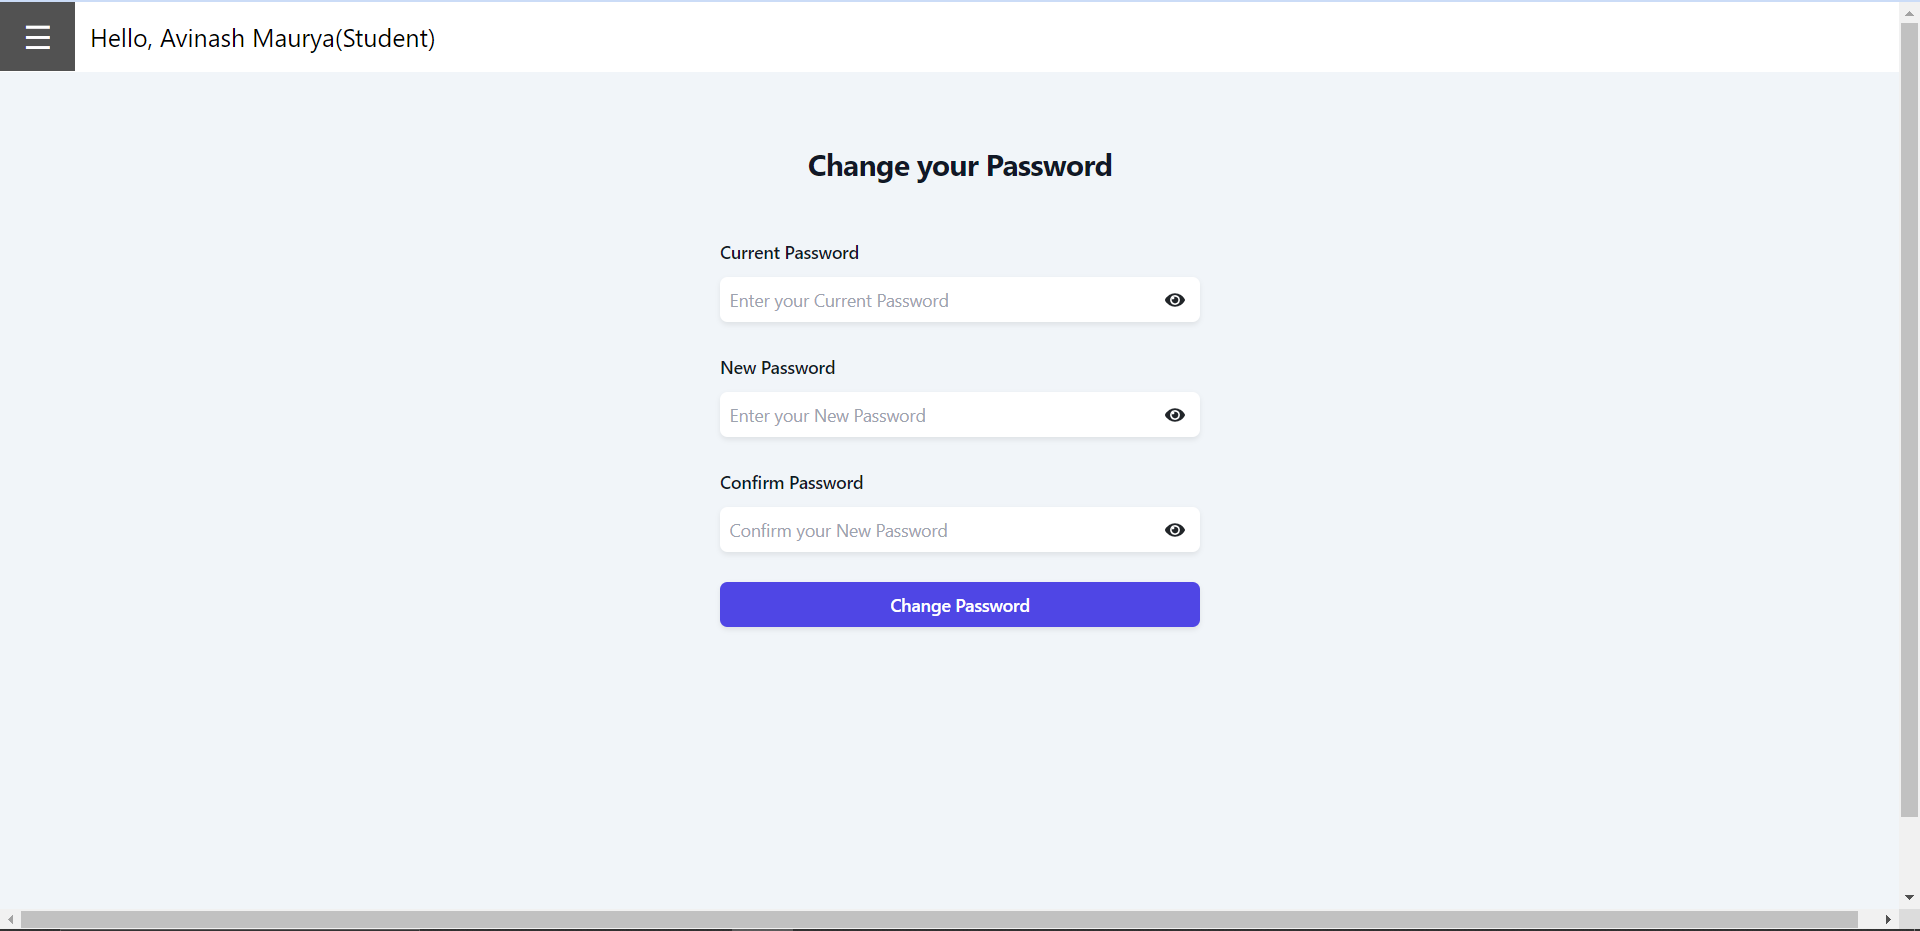 Hello, Avinash Maurya(Student)
Change your Password
Current Password
Enter your Current Password
New Password
Enter your New Password
Confirm Password
Confirm your New Password
Change Password